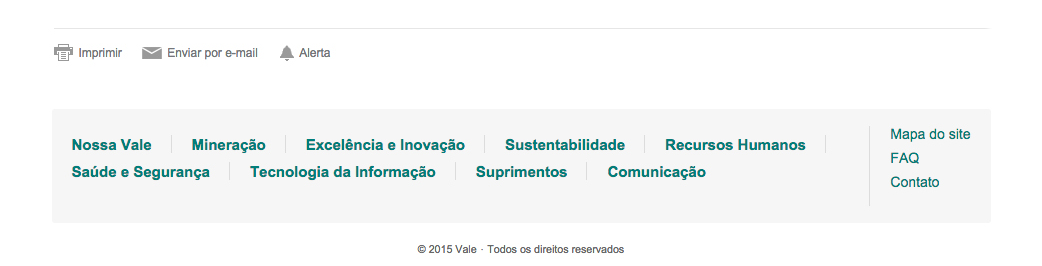 Imprimir Enviar por e-mail Alerta
Nossa Vale Mineração Excelência e Inovação Sustentabilidade Recursos Humanos
Saúde e Segurança Tecnologia da Informação Suprimentos Comunicação
Mapa do site
FAQ
Contato
© 2015 Vale · Todos os direitos reservados